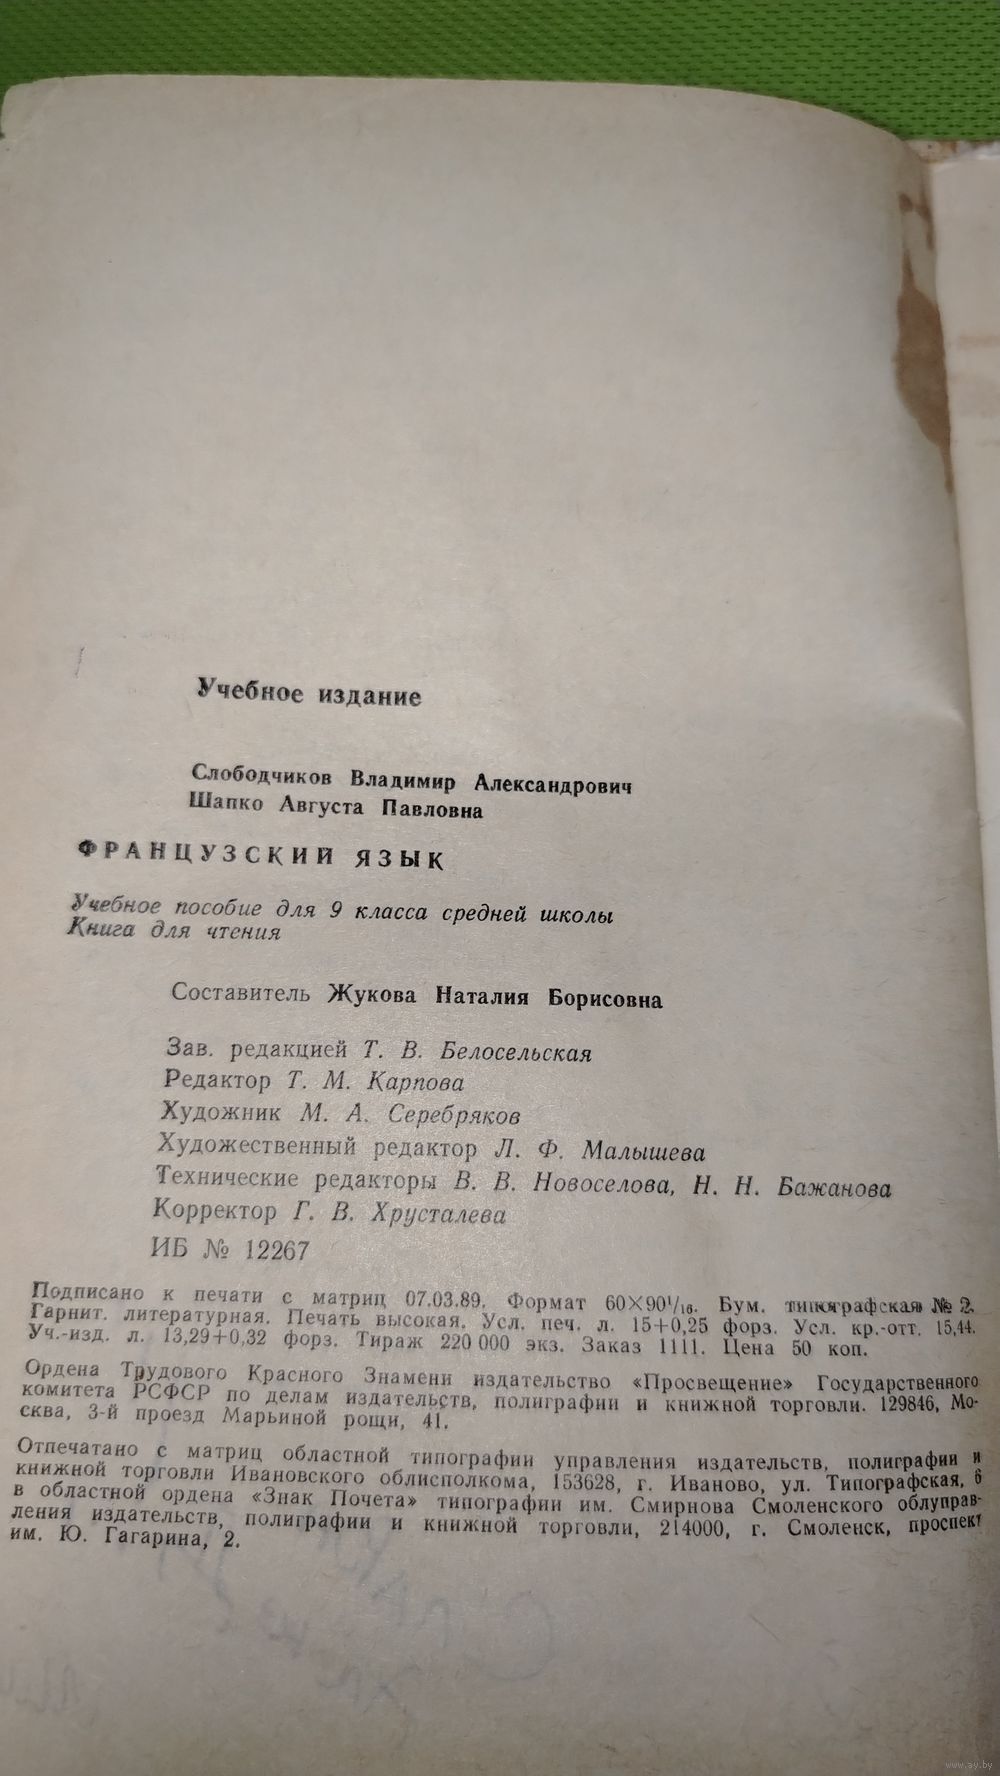 Учебное издание
Слободчиков Владимир Александрович
Шапко Августа Павловна
ФРАНЦУЗСКИЙ ЯЗЫК
Учебное пособие для 9 класса средней школы
Книга для чтения
Составитель Жукова Наталия Борисовна
Зав. редакцией Т. В. Белосельская
Редактор Т. М. Карпова
Художник М. А. Серебряков
Художественный редактор Л. Ф. Малышева
Технические редакторы В. В. Новоселова, Н. Н. Бажанова
Корректор Г. В. Хрусталева
ИБ № 12267
Подписано к печати с матриц 07.03.89. Формат 60×90¹/₁₆. Бум. типографская № 2.
Гарнит. литературная. Печать высокая. Усл. печ. л. 15+0,25 форз. Усл. кр.-отт. 15,44.
Уч.-изд. л. 13,29+0,32 форз. Тираж 220 000 экз. Заказ 1111. Цена 50 коп.
Ордена Трудового Красного Знамени издательство «Просвещение» Государственного
комитета РСФСР по делам издательств, полиграфии и книжной торговли. 129846, Мо-
сква, 3-й проезд Марьиной рощи, 41.
Отпечатано с матриц областной типографии управления издательств, полиграфии и
книжной торговли Ивановского облисполкома, 153628, г. Иваново, ул. Типографская, 6
в областной ордена «Знак Почета» типографии им. Смирнова Смоленского облуправ-
ления издательств, полиграфии и книжной торговли, 214000, г. Смоленск, проспект
им. Ю. Гагарина, 2.
www.ay.by